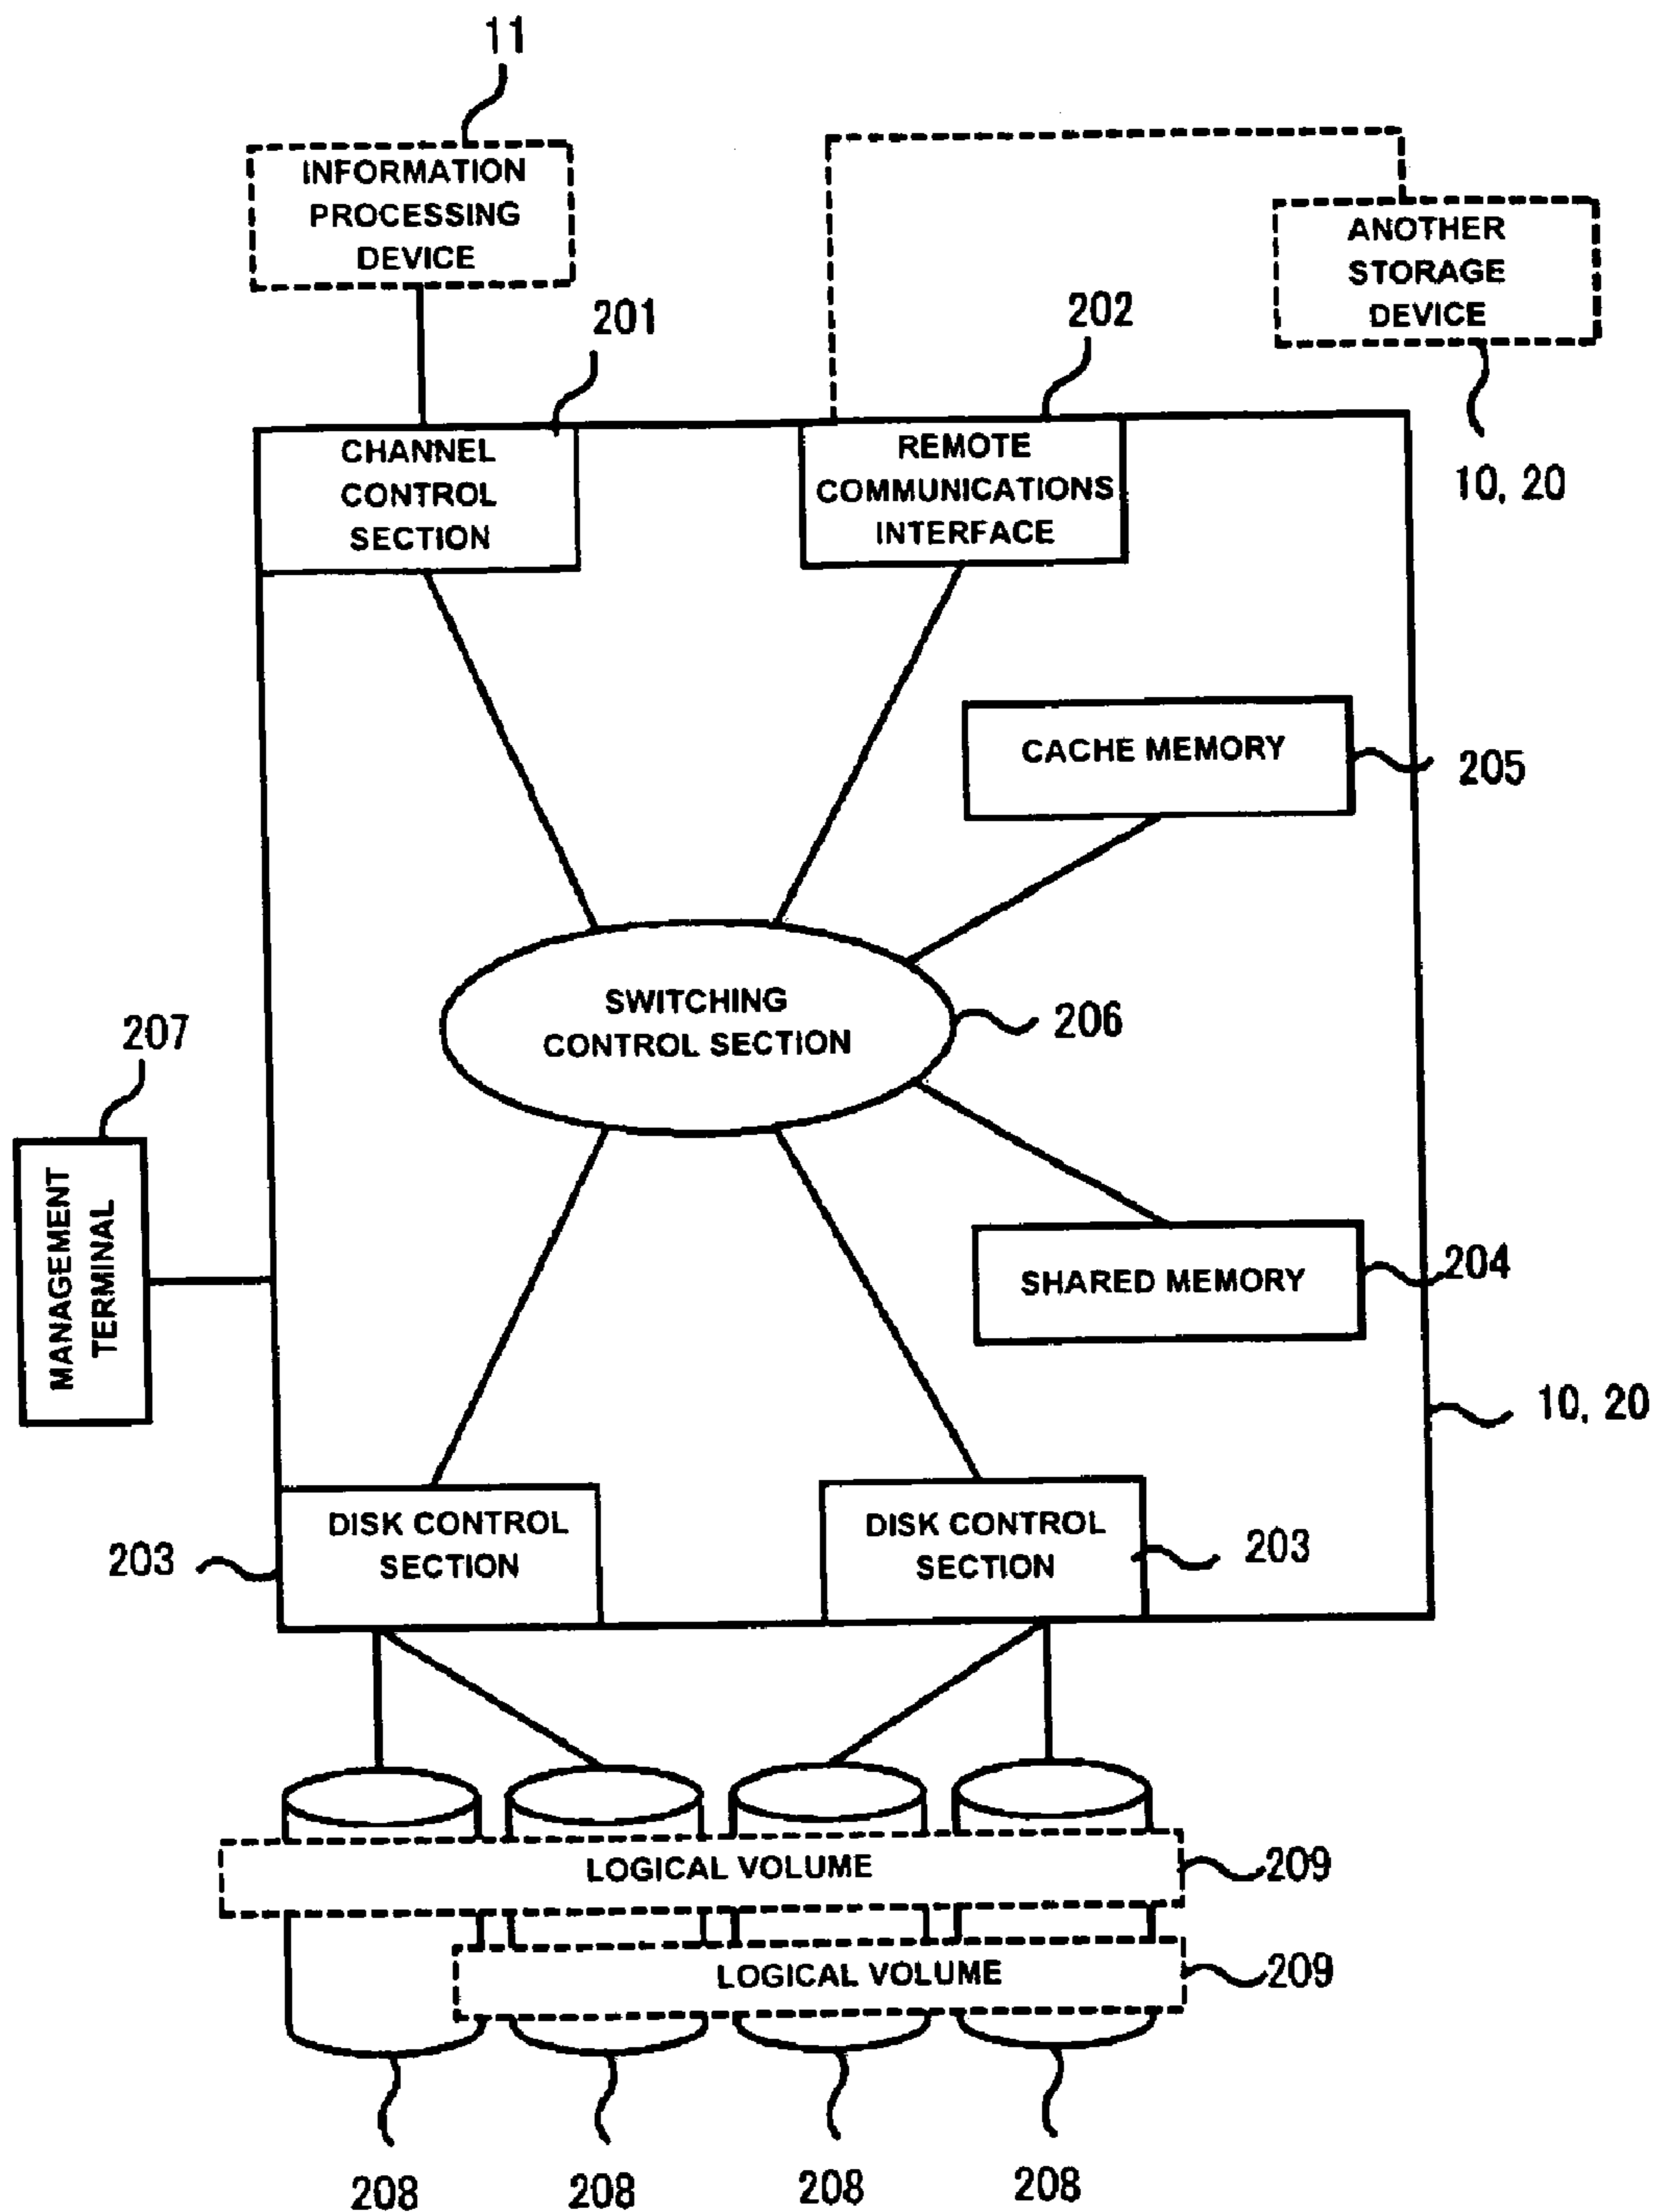 11
INFORMATION
PROCESSING
DEVICE
ANOTHER
STORAGE
DEVICE
10, 20
201
202
CHANNEL
CONTROL
SECTION
REMOTE
COMMUNICATIONS
INTERFACE
CACHE MEMORY
205
SWITCHING
CONTROL SECTION
206
207
MANAGEMENT
TERMINAL
SHARED MEMORY
204
10, 20
203
DISK CONTROL
SECTION
DISK CONTROL
SECTION
203
LOGICAL VOLUME
209
LOGICAL VOLUME
209
208
208
208
208